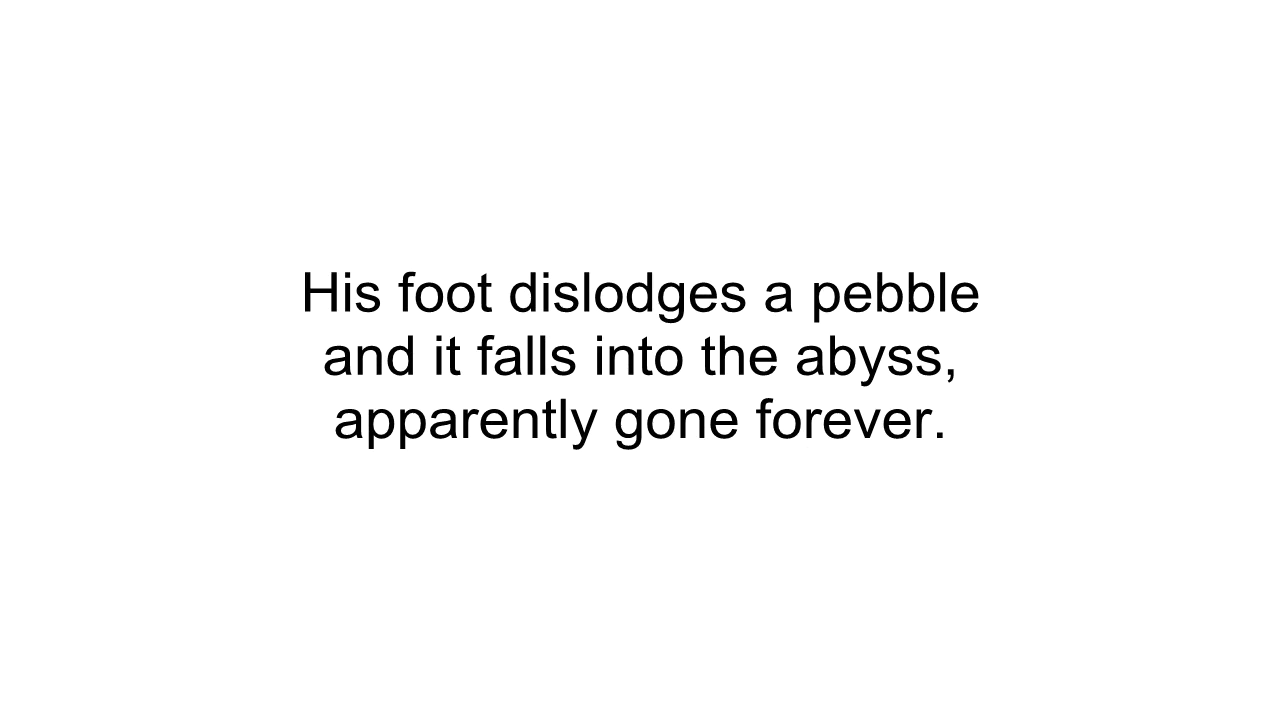 His foot dislodges a pebble
and it falls into the abyss,
apparently gone forever.